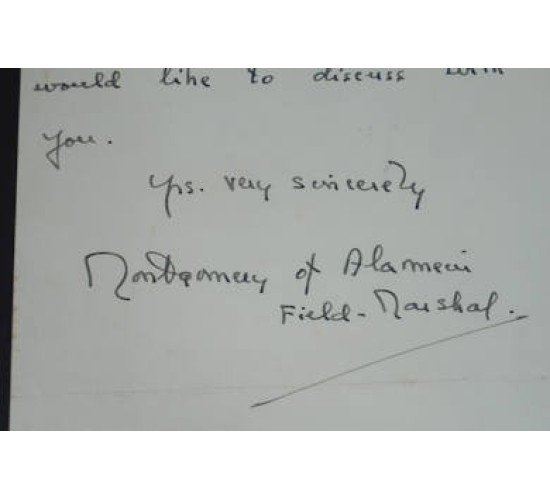 would like to discuss with
you.
Yrs. very sincerely
Montgomery of Alamein
Field-Marshal.